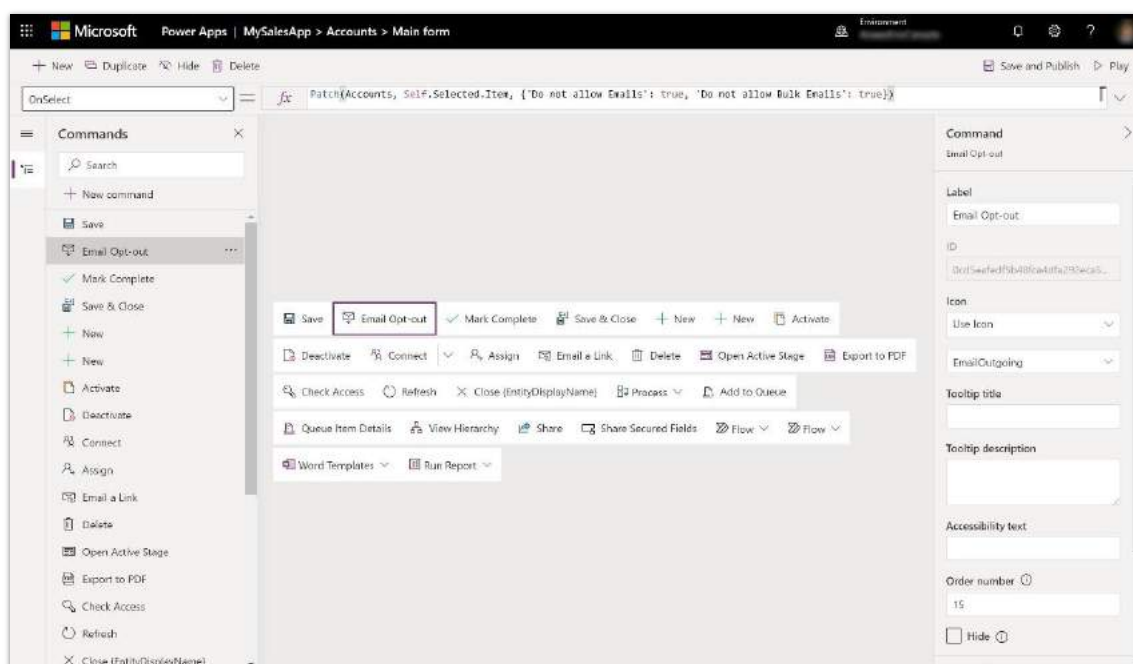 Microsoft Power Apps | MySalesApp > Accounts > Main form
Environment
?
New Duplicate Hide Delete
Save and Publish Play
OnSelect = fx Patch(Accounts, Self.Selected.Item, {'Do not allow Emails': true, 'Do not allow Bulk Emails': true})
Commands
Search
New command
Save
Email Opt-out ...
Mark Complete
Save & Close
New
New
Activate
Deactivate
Connect
Assign
Email a Link
Delete
Open Active Stage
Export to PDF
Check Access
Refresh
Close (EntityDisplayName)
Save Email Opt-out Mark Complete Save & Close New New Activate
Deactivate Connect Assign Email a Link Delete Open Active Stage Export to PDF
Check Access Refresh Close (EntityDisplayName) Process Add to Queue
Queue Item Details View Hierarchy Share Share Secured Fields Flow Flow
Word Templates Run Report
Command
Email Opt-out
Label
Email Opt-out
ID
Icon
Use Icon
EmailOutgoing
Tooltip title
Tooltip description
Accessibility text
Order number
15
Hide